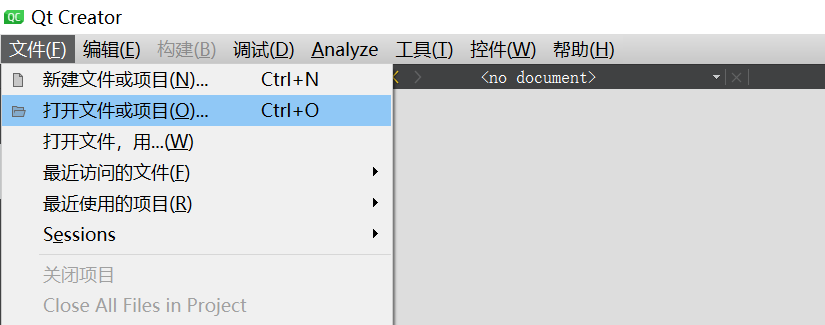 QC Qt Creator
文件(F) 编辑(E) 构建(B) 调试(D) Analyze 工具(T) 控件(W) 帮助(H)
新建文件或项目(N)... Ctrl+N
<no document>
打开文件或项目(O)... Ctrl+O
打开文件，用...(W)
最近访问的文件(F)
最近使用的项目(R)
Sessions
关闭项目
Close All Files in Project